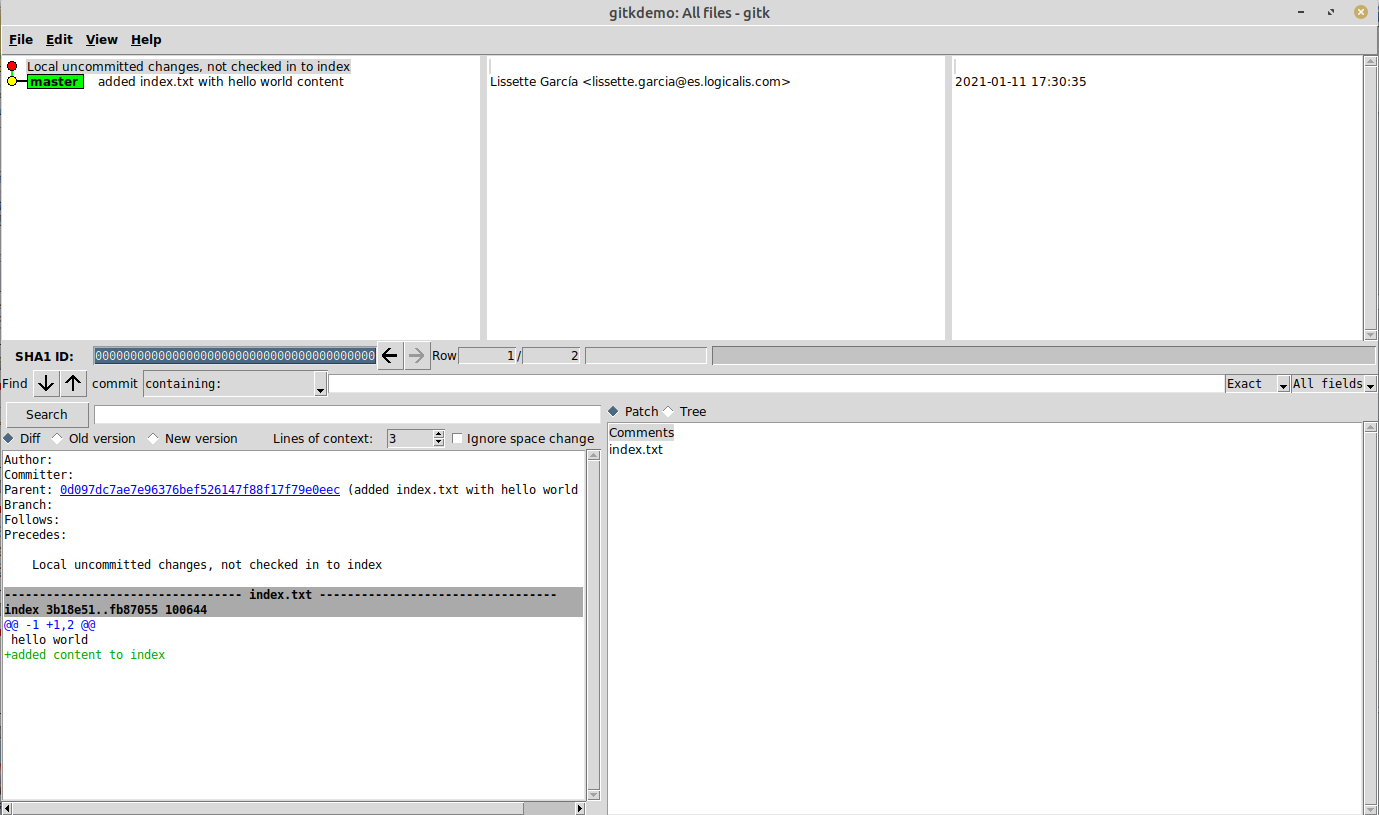 gitkdemo: All files - gitk
File Edit View Help
Local uncommitted changes, not checked in to index
master added index.txt with hello world content Lissette García <lissette.garcia@es.logicalis.com> 2021-01-11 17:30:35
SHA1 ID: 0000000000000000000000000000000000000000 Row 1 / 2
Find commit containing: Exact All fields
Search Patch Tree
Diff Old version New version Lines of context: 3 Ignore space change
Comments
index.txt
Author:
Committer:
Parent: 0d097dc7ae7e96376bef526147f88f17f79e0eec (added index.txt with hello world
Branch:
Follows:
Precedes:
Local uncommitted changes, not checked in to index
---------------------------------- index.txt ----------------------------------
index 3b18e51..fb87055 100644
@@ -1 +1,2 @@
hello world
+added content to index